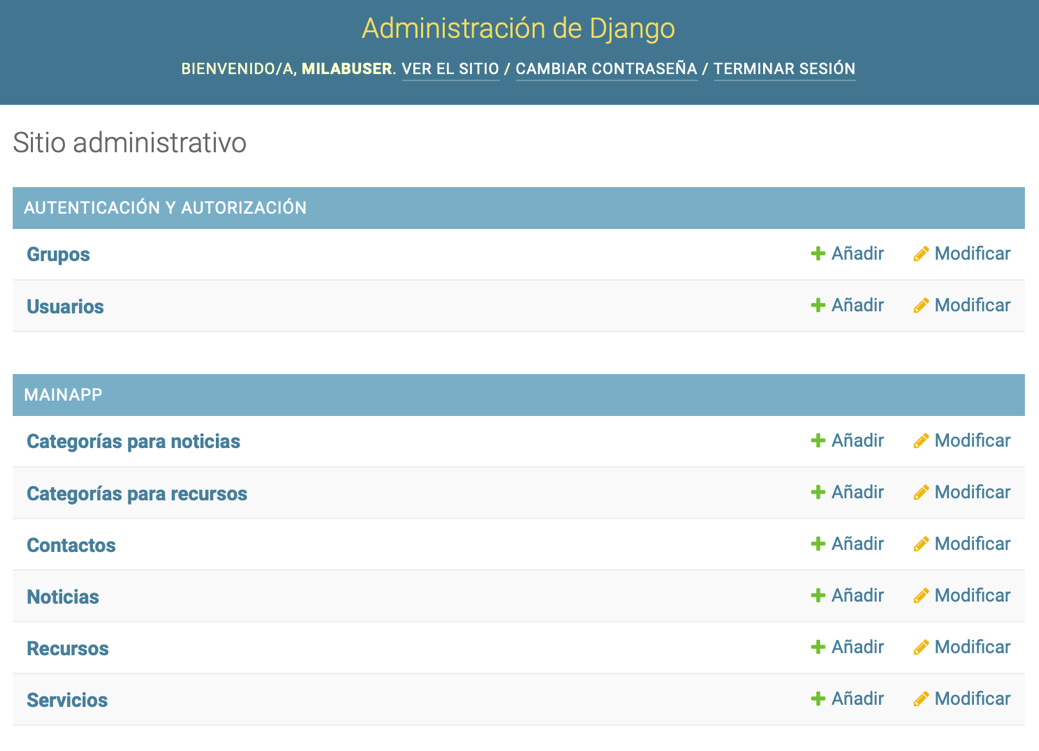 Administración de Django
BIENVENIDO/A, MILABUSER. VER EL SITIO / CAMBIAR CONTRASEÑA / TERMINAR SESIÓN
Sitio administrativo
AUTENTICACIÓN Y AUTORIZACIÓN
Grupos Añadir Modificar
Usuarios Añadir Modificar
MAINAPP
Categorías para noticias Añadir Modificar
Categorías para recursos Añadir Modificar
Contactos Añadir Modificar
Noticias Añadir Modificar
Recursos Añadir Modificar
Servicios Añadir Modificar